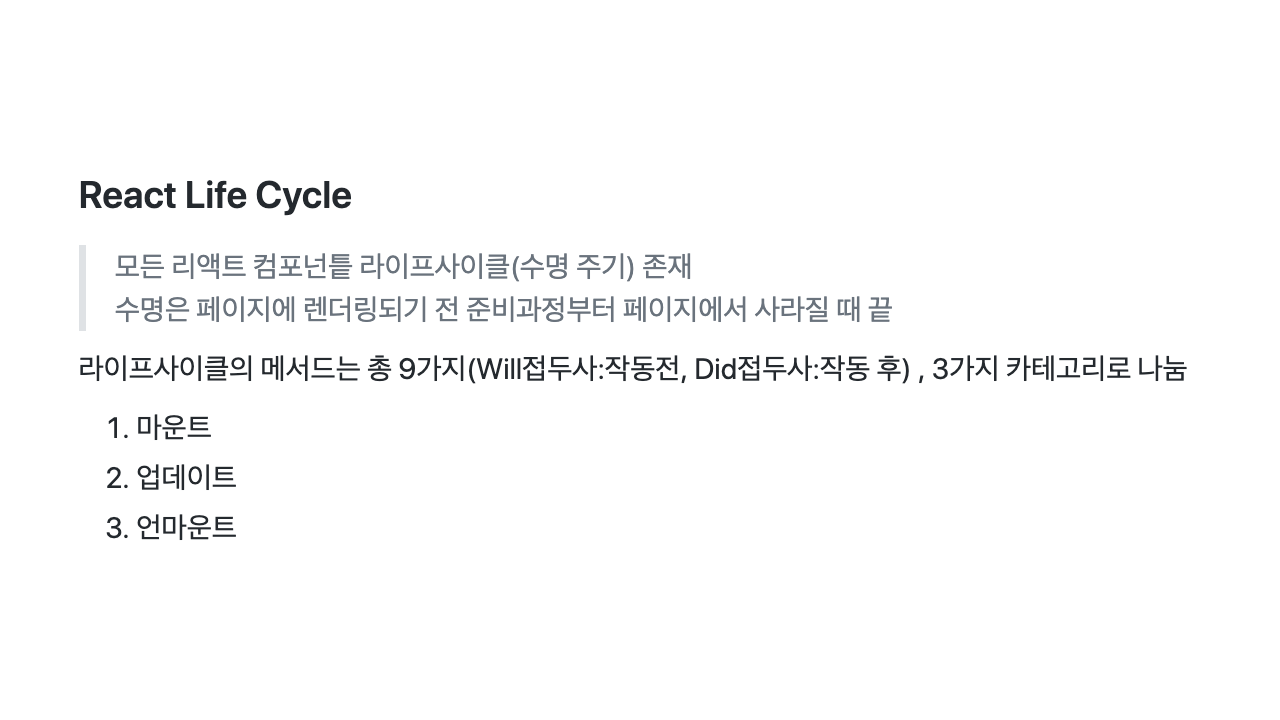 React Life Cycle
모든 리액트 컴포넌틑 라이프사이클(수명 주기) 존재
수명은 페이지에 렌더링되기 전 준비과정부터 페이지에서 사라질 때 끝
라이프사이클의 메서드는 총 9가지(Will접두사:작동전, Did접두사:작동 후) , 3가지 카테고리로 나눔
1. 마운트
2. 업데이트
3. 언마운트